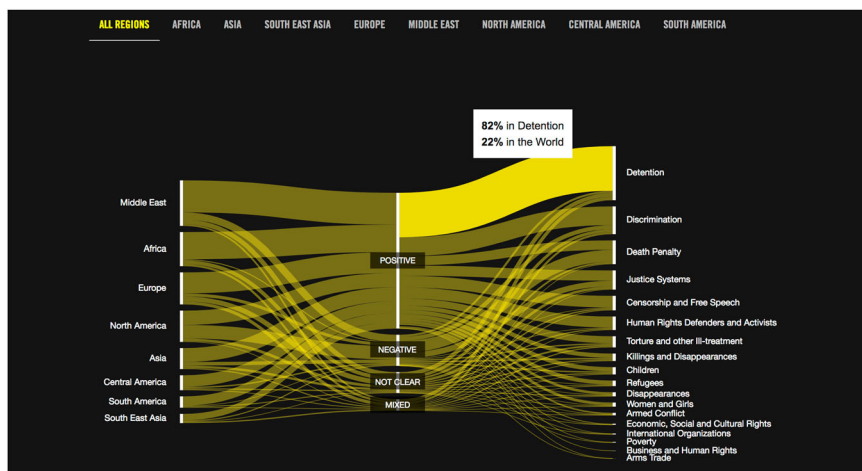 ALL REGIONS AFRICA ASIA SOUTH EAST ASIA EUROPE MIDDLE EAST NORTH AMERICA CENTRAL AMERICA SOUTH AMERICA
82% in Detention
22% in the World
Middle East
Africa
Europe
North America
Asia
Central America
South America
South East Asia
POSITIVE
NEGATIVE
NOT CLEAR
MIXED
Detention
Discrimination
Death Penalty
Justice Systems
Censorship and Free Speech
Human Rights Defenders and Activists
Torture and other Ill-treatment
Killings and Disappearances
Children
Refugees
Disappearances
Women and Girls
Armed Conflict
Economic, Social and Cultural Rights
International Organizations
Poverty
Business and Human Rights
Arms Trade